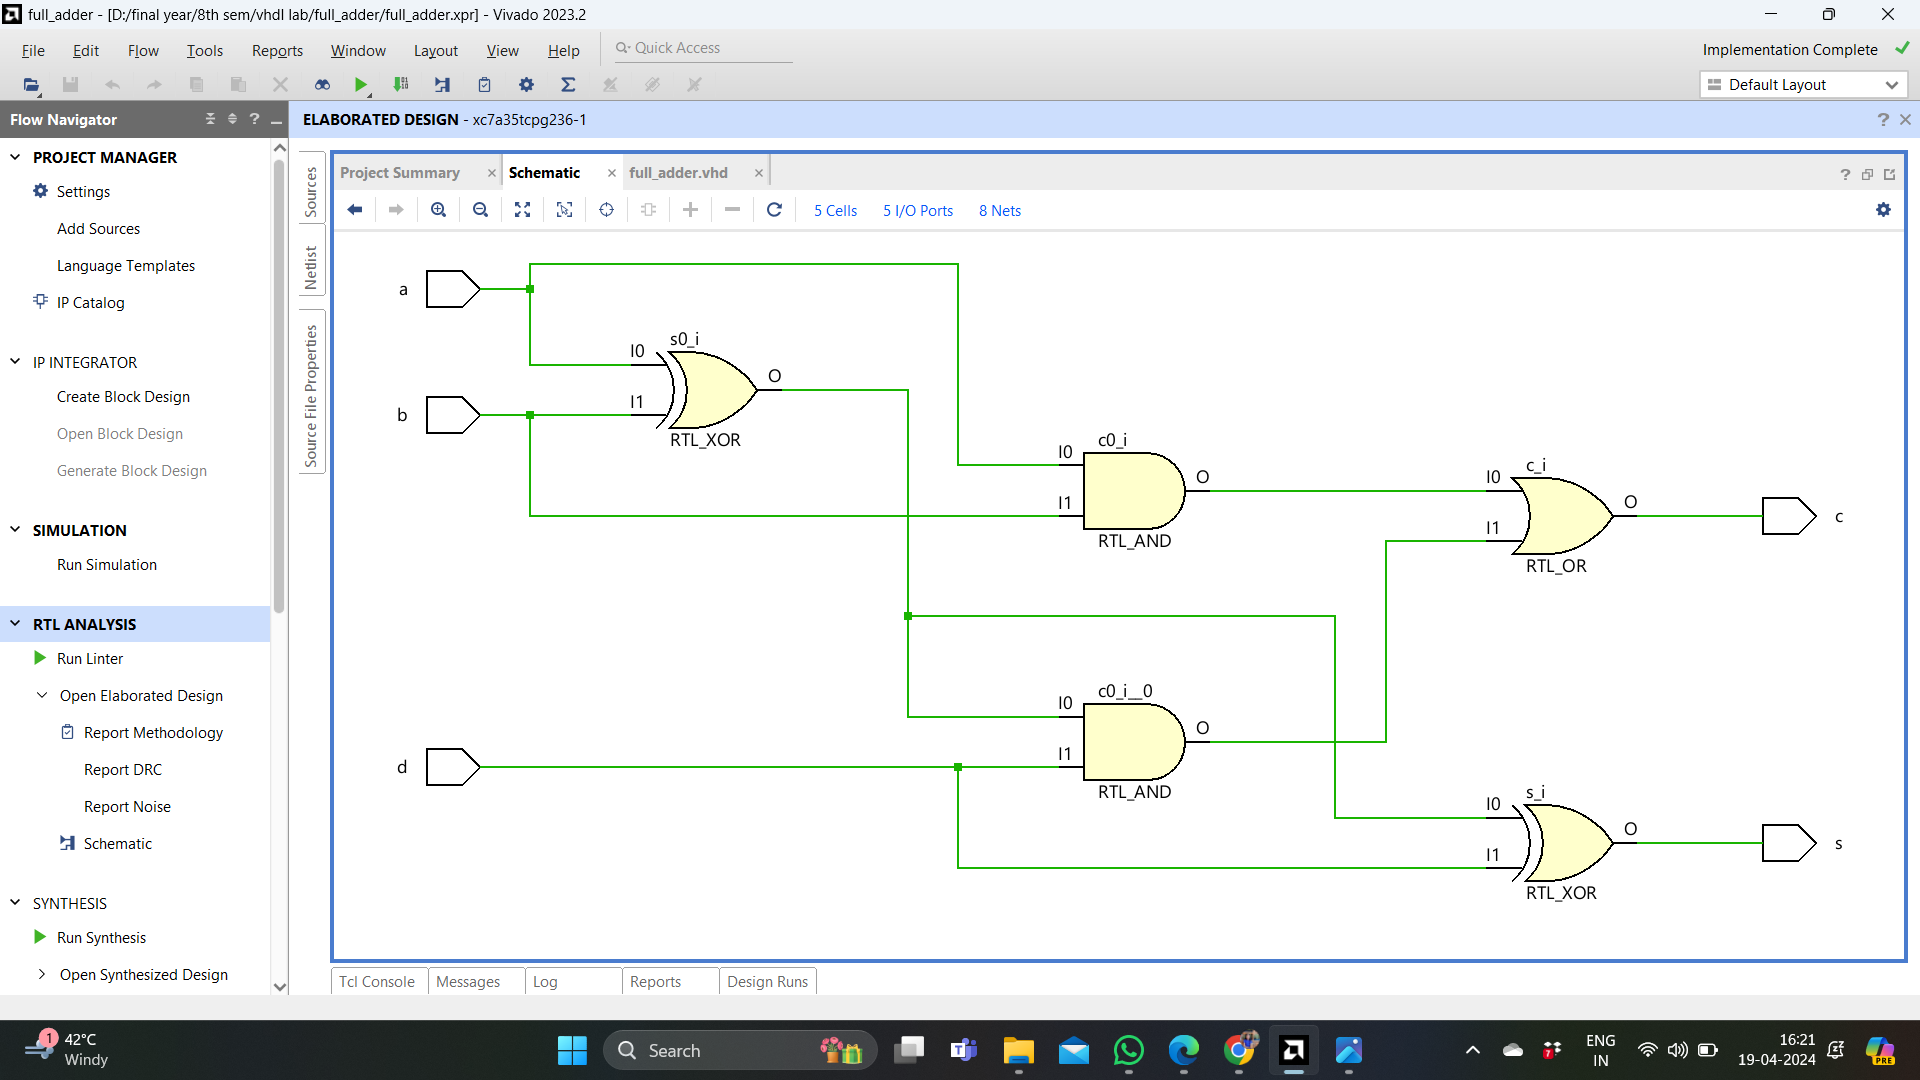 full_adder - [D:/final year/8th sem/vhdl lab/full_adder/full_adder.xpr] - Vivado 2023.2
File Edit Flow Tools Reports Window Layout View Help Quick Access
Implementation Complete
Default Layout
Flow Navigator
PROJECT MANAGER
Settings
Add Sources
Language Templates
IP Catalog
IP INTEGRATOR
Create Block Design
Open Block Design
Generate Block Design
SIMULATION
Run Simulation
RTL ANALYSIS
Run Linter
Open Elaborated Design
Report Methodology
Report DRC
Report Noise
Schematic
SYNTHESIS
Run Synthesis
Open Synthesized Design
ELABORATED DESIGN - xc7a35tcpg236-1
Sources
Netlist
Source File Properties
Project Summary Schematic full_adder.vhd
5 Cells 5 I/O Ports 8 Nets
a
b
d
s0_i
I0
I1
O
RTL_XOR
c0_i
I0
I1
O
RTL_AND
c0_i__0
I0
I1
O
RTL_AND
c_i
I0
I1
O
RTL_OR
c
s_i
I0
I1
O
RTL_XOR
s
Tcl Console Messages Log Reports Design Runs
1
42°C
Windy
Search
7
ENG
IN
16:21
19-04-2024
PRE